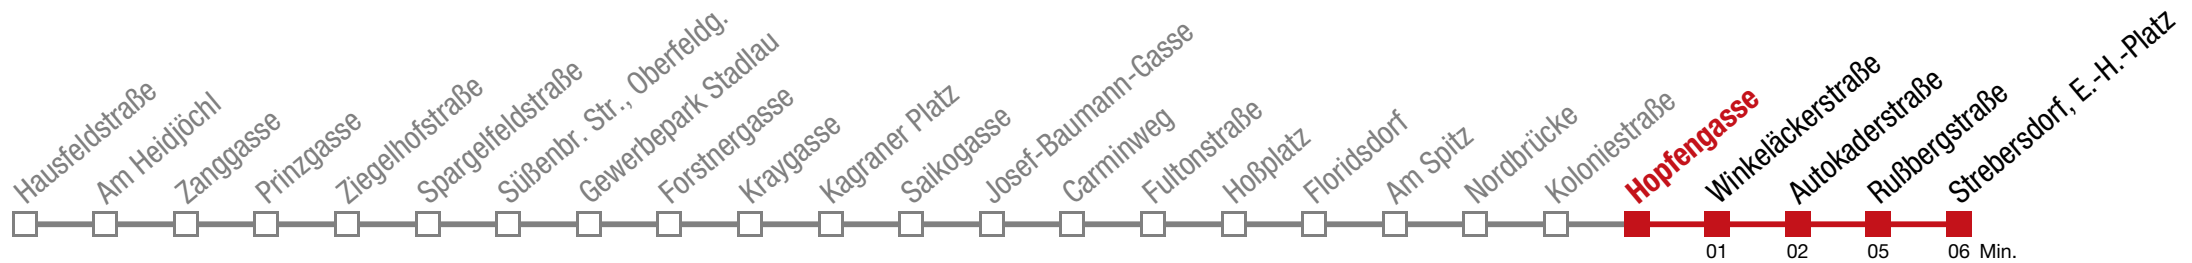 Hausfeldstraße
Am Heidjöchl
Zanggasse
Prinzgasse
Ziegelhofstraße
Spargelfeldstraße
Süßenbr. Str., Oberfeldg.
Gewerbepark Stadlau
Forstnergasse
Kraygasse
Kagraner Platz
Saikogasse
Josef-Baumann-Gasse
Carminweg
Fultonstraße
Hoßplatz
Floridsdorf
Am Spitz
Nordbrücke
Koloniestraße
Hopfengasse
Winkeläckerstraße
Autokaderstraße
Rußbergstraße
Strebersdorf, E.-H.-Platz
01 02 05 06 Min.